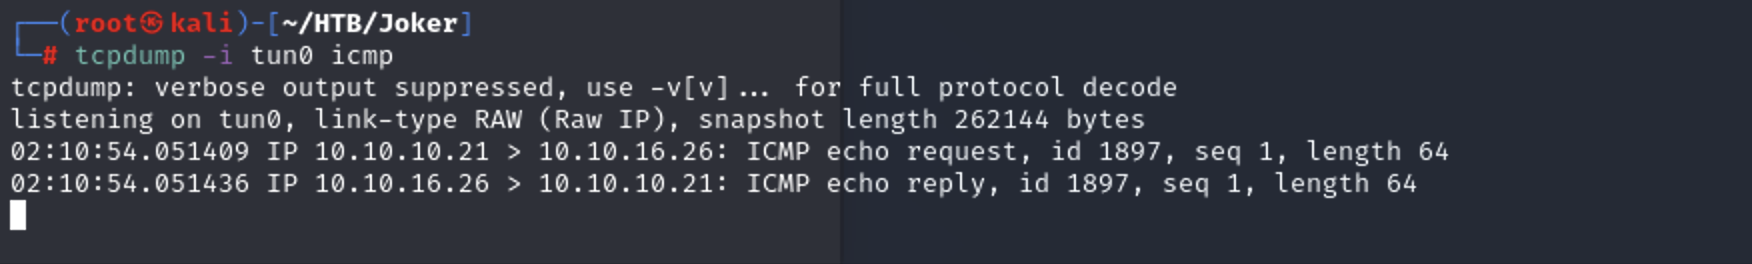 ┌──(root㉿kali)-[~/HTB/Joker]
└─# tcpdump -i tun0 icmp
tcpdump: verbose output suppressed, use -v[v]... for full protocol decode
listening on tun0, link-type RAW (Raw IP), snapshot length 262144 bytes
02:10:54.051409 IP 10.10.10.21 > 10.10.16.26: ICMP echo request, id 1897, seq 1, length 64
02:10:54.051436 IP 10.10.16.26 > 10.10.10.21: ICMP echo reply, id 1897, seq 1, length 64